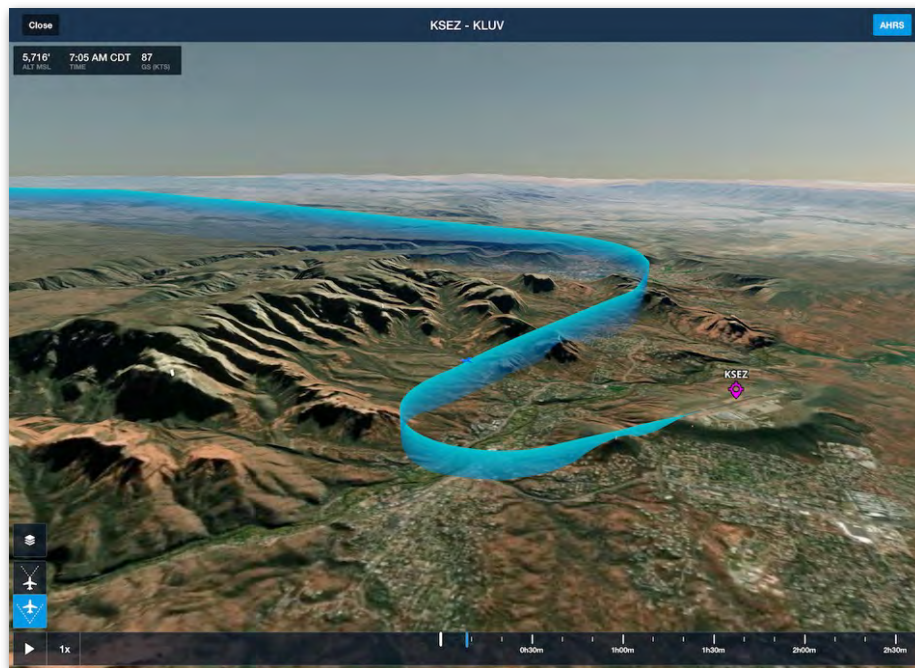 Close
KSEZ - KLUV
AHRS
5,716' 7:05 AM CDT 87
ALT MSL TIME GS (KTS)
KSEZ
1x
0h30m 1h00m 1h30m 2h00m 2h30m